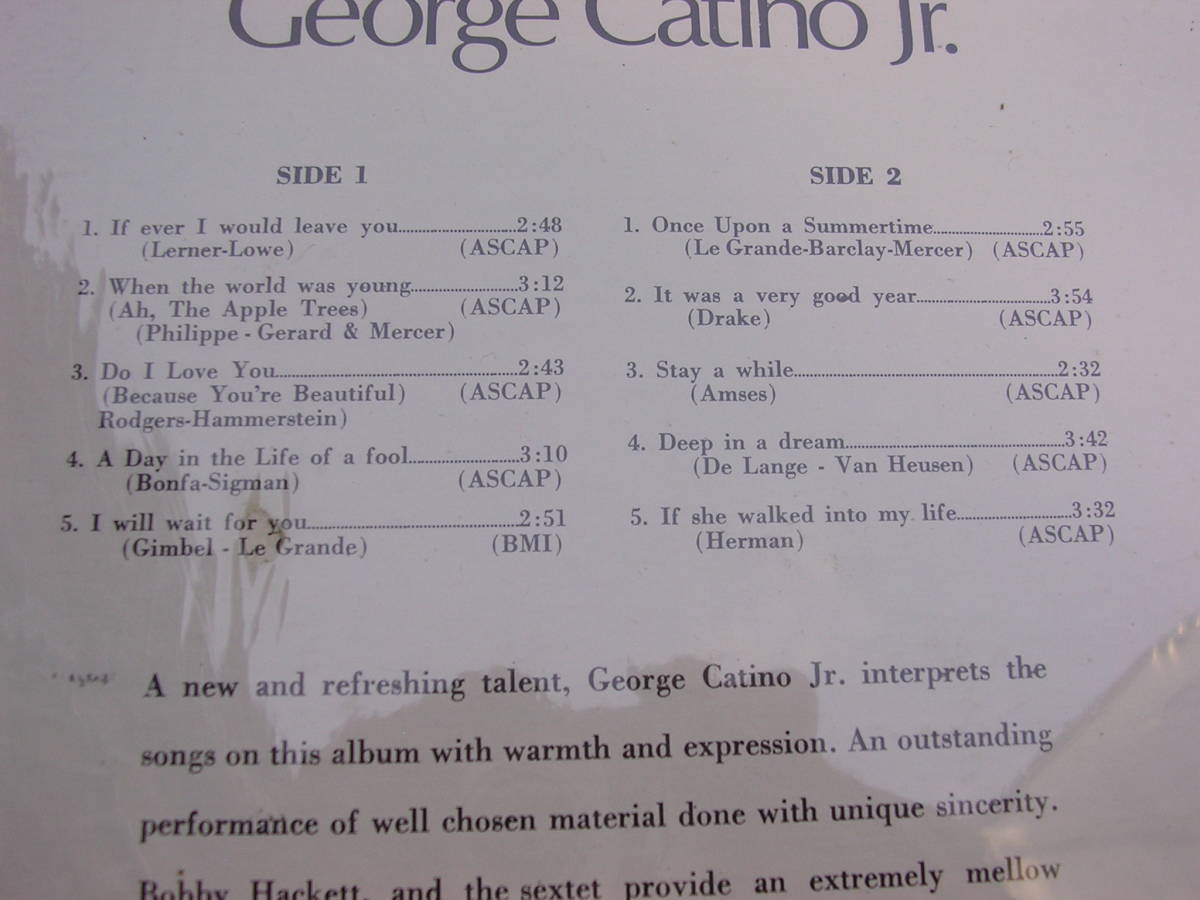 George Catino Jr.
SIDE 1
1. If ever I would leave you..............................2:48
(Lerner-Lowe) (ASCAP)
2. When the world was young...........................3:12
(Ah, The Apple Trees) (ASCAP)
(Philippe - Gerard & Mercer)
3. Do I Love You..............................................................2:43
(Because You're Beautiful) (ASCAP)
Rodgers-Hammerstein)
4. A Day in the Life of a fool............................3:10
(Bonfa-Sigman) (ASCAP)
5. I will wait for you......................................................2:51
(Gimbel - Le Grande) (BMI)
SIDE 2
1. Once Upon a Summertime............................2:55
(Le Grande-Barclay-Mercer) (ASCAP)
2. It was a very good year..................................3:54
(Drake) (ASCAP)
3. Stay a while...................................................................2:32
(Amses) (ASCAP)
4. Deep in a dream........................................................3:42
(De Lange - Van Heusen) (ASCAP)
5. If she walked into my life.............................3:32
(Herman) (ASCAP)
A new and refreshing talent, George Catino Jr. interprets the
songs on this album with warmth and expression. An outstanding
performance of well chosen material done with unique sincerity.
Bobby Hackett, and the sextet provide an extremely mellow